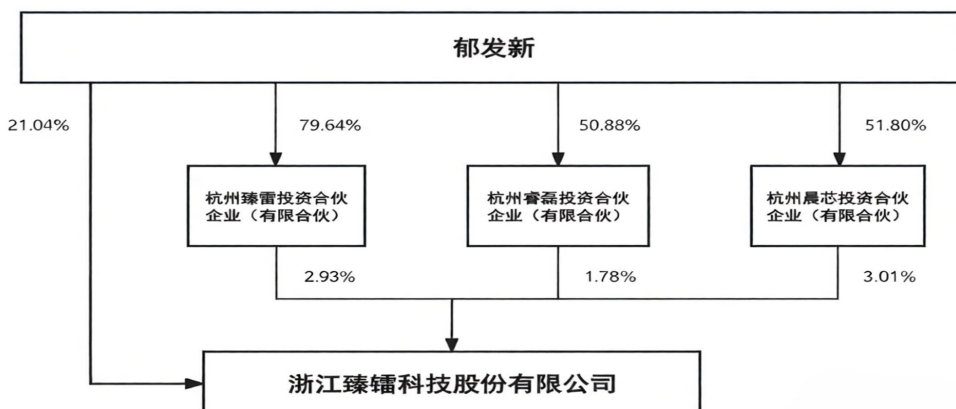 郁发新
21.04%
79.64%
50.88%
51.80%
杭州臻雷投资合伙
企业（有限合伙）
杭州睿磊投资合伙
企业（有限合伙）
杭州晨芯投资合伙
企业（有限合伙）
2.93%
1.78%
3.01%
浙江臻镭科技股份有限公司